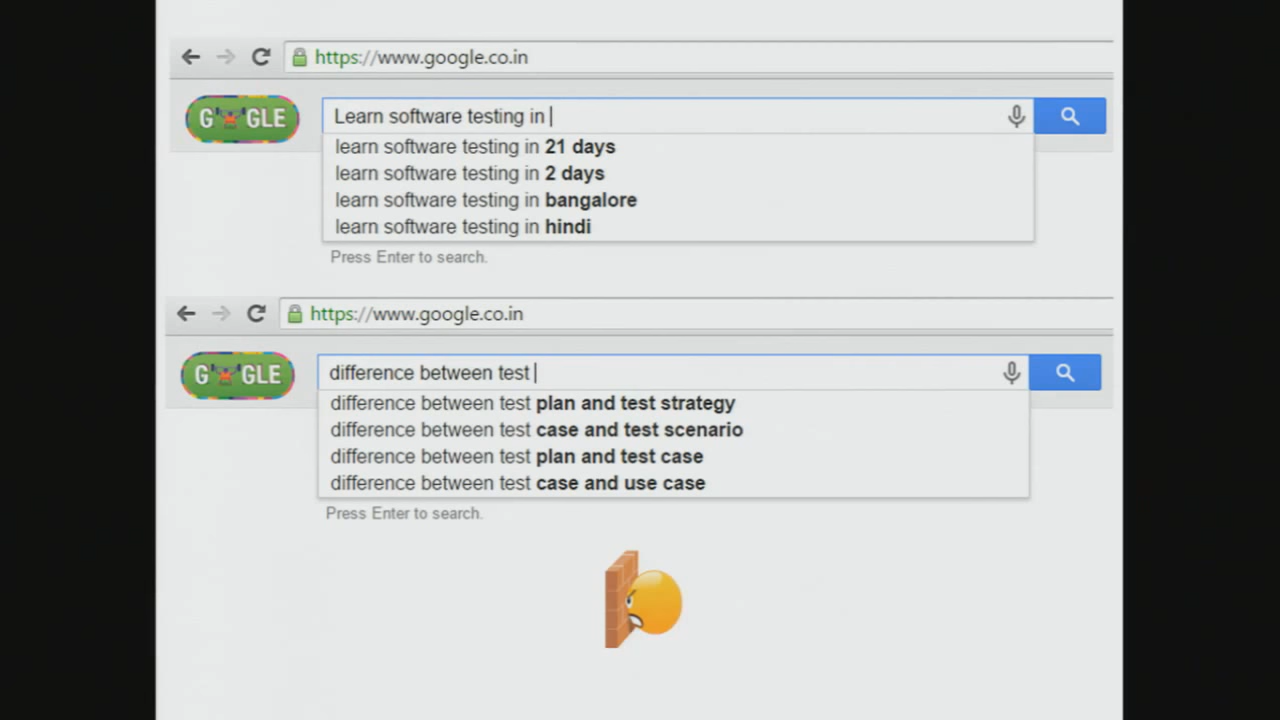 https://www.google.co.in
G GLE
Learn software testing in
learn software testing in 21 days
learn software testing in 2 days
learn software testing in bangalore
learn software testing in hindi
Press Enter to search.
https://www.google.co.in
G GLE
difference between test
difference between test plan and test strategy
difference between test case and test scenario
difference between test plan and test case
difference between test case and use case
Press Enter to search.